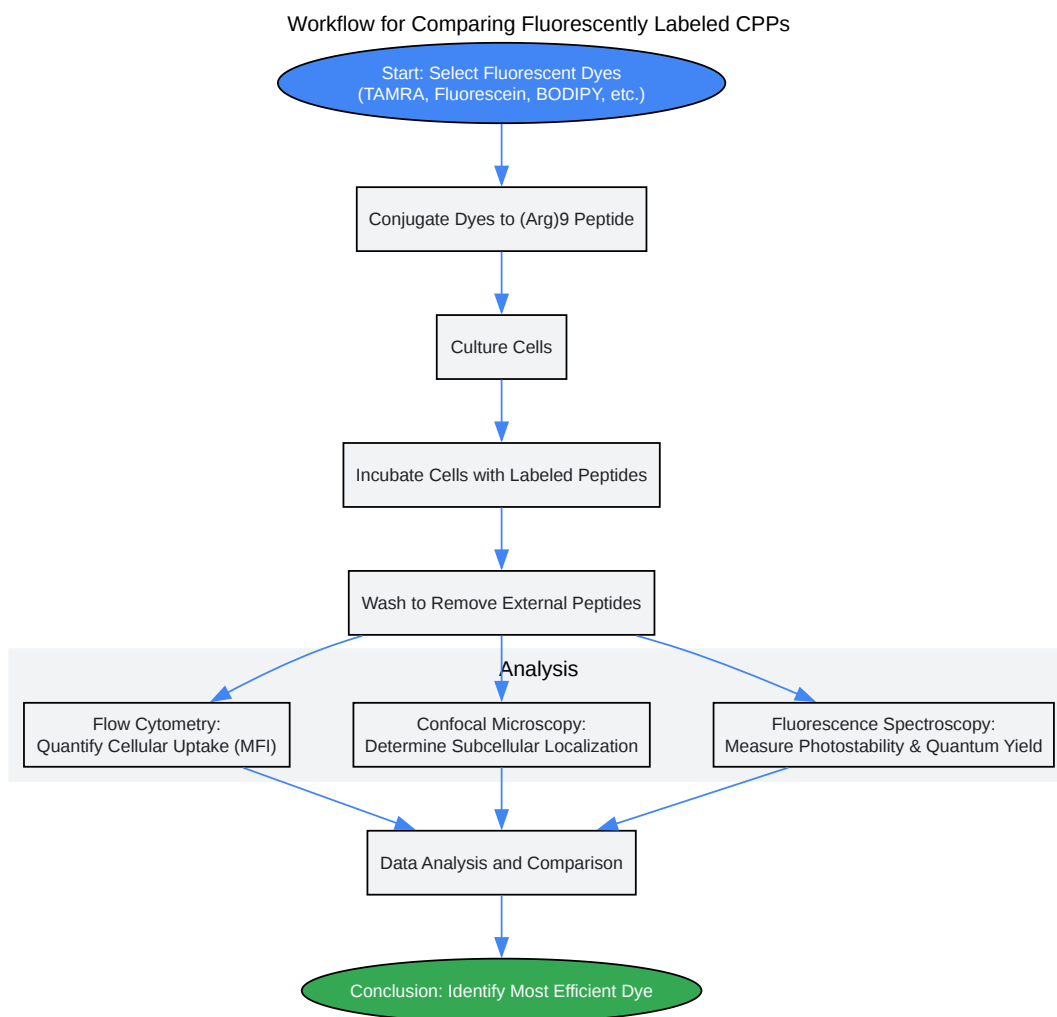 Workflow for Comparing Fluorescently Labeled CPPs
Start: Select Fluorescent Dyes
(TAMRA, Fluorescein, BODIPY, etc.)
Conjugate Dyes to (Arg)9 Peptide
Culture Cells
Incubate Cells with Labeled Peptides
Wash to Remove External Peptides
Analysis
Flow Cytometry:
Quantify Cellular Uptake (MFI)
Confocal Microscopy:
Determine Subcellular Localization
Fluorescence Spectroscopy:
Measure Photostability & Quantum Yield
Data Analysis and Comparison
Conclusion: Identify Most Efficient Dye